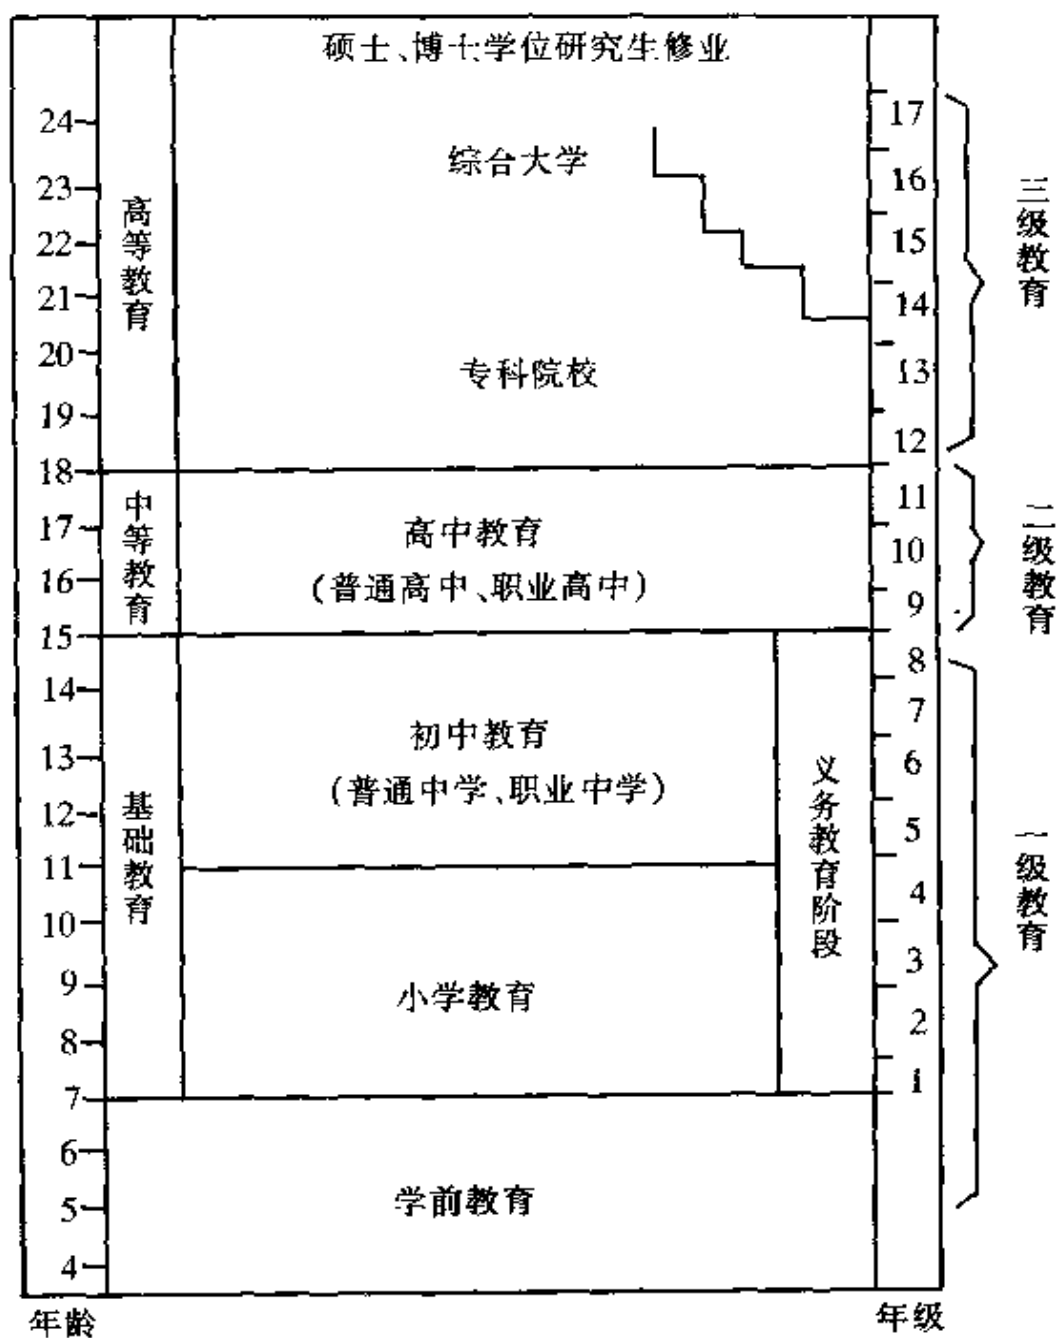 硕士、博士学位研究生修业
24
17
综合大学
23
16
高等教育
三级教育
22
15
21
14
20
专科院校
13
19
12
18
11
中等教育
17
高中教育
10
二级教育
16
(普通高中、职业高中)
9
15
8
14
7
初中教育
13
6
(普通中学、职业中学)
12
5
基础教育
义务教育阶段
11
4
一级教育
10
3
9
小学教育
2
8
1
7
6
学前教育
5
4
年龄
年级